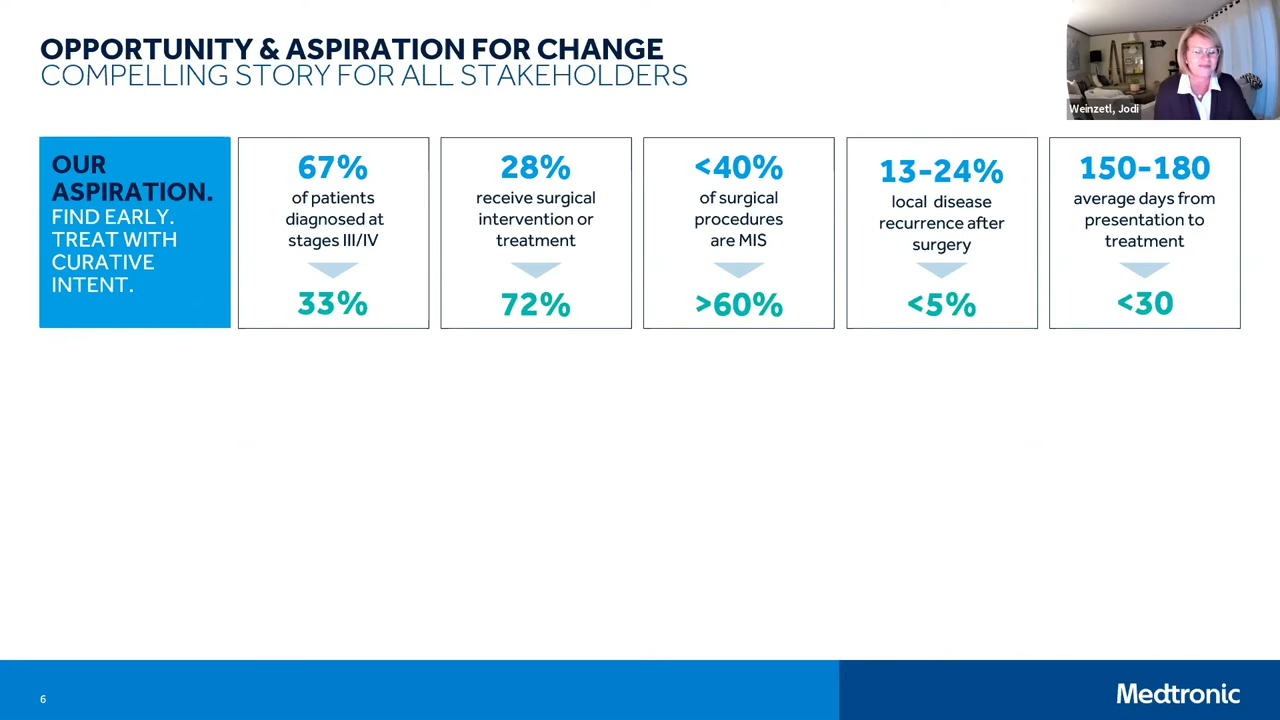 OPPORTUNITY & ASPIRATION FOR CHANGE
COMPELLING STORY FOR ALL STAKEHOLDERS
Weinzetl, Jodi
OUR
ASPIRATION.
FIND EARLY.
TREAT WITH
CURATIVE
INTENT.
67%
of patients
diagnosed at
stages III/IV
33%
28%
receive surgical
intervention or
treatment
72%
<40%
of surgical
procedures
are MIS
>60%
13-24%
local disease
recurrence after
surgery
<5%
150-180
average days from
presentation to
treatment
<30
6
Medtronic